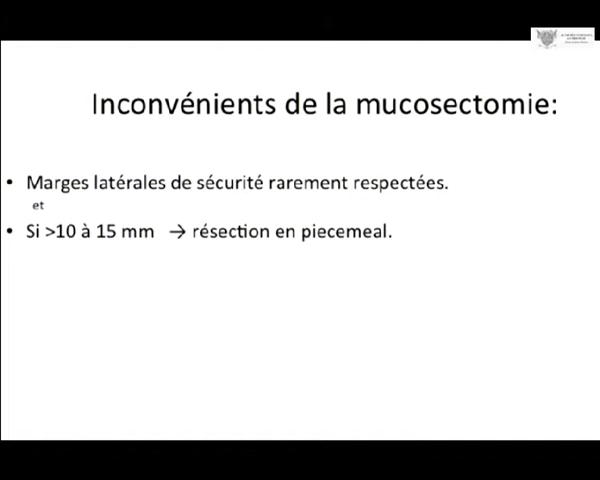 Inconvénients de la mucosectomie:
• Marges latérales de sécurité rarement respectées.
et
• Si >10 à 15 mm → résection en piecemeal.